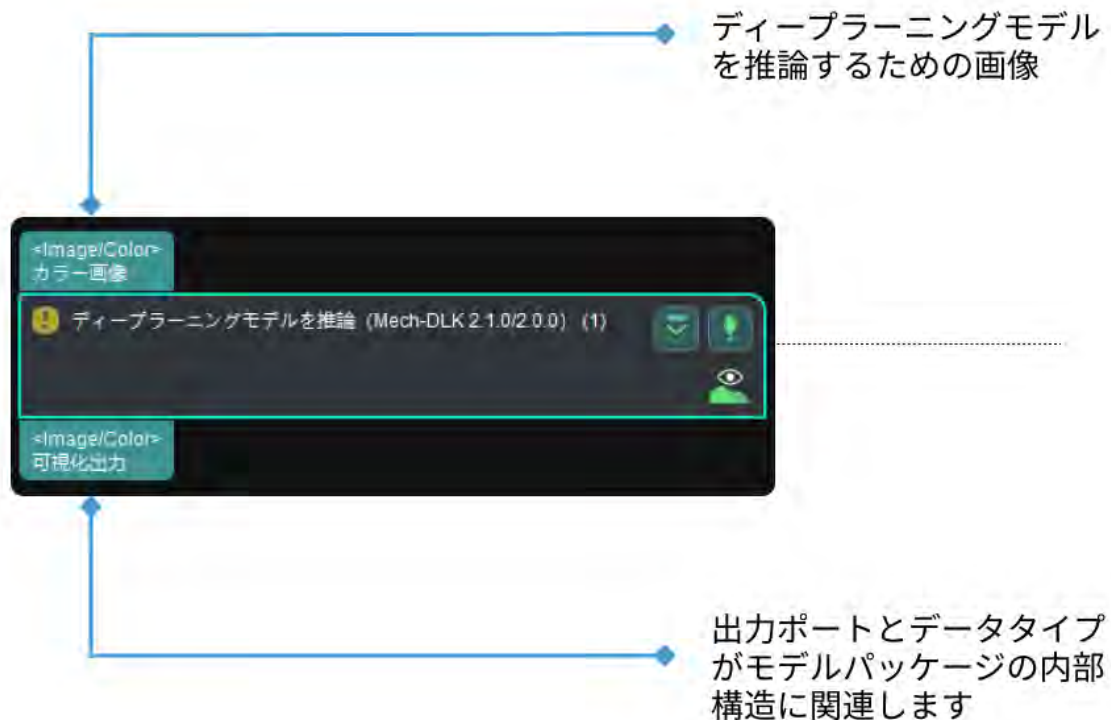 ディープラーニングモデル
を推論するための画像
<Image/Color>
カラー画像
ディープラーニングモデルを推論（Mech-DLK 2.1.0/2.0.0） (1)
<Image/Color>
可視化出力
出力ポートとデータタイプ
がモデルパッケージの内部
構造に関連します